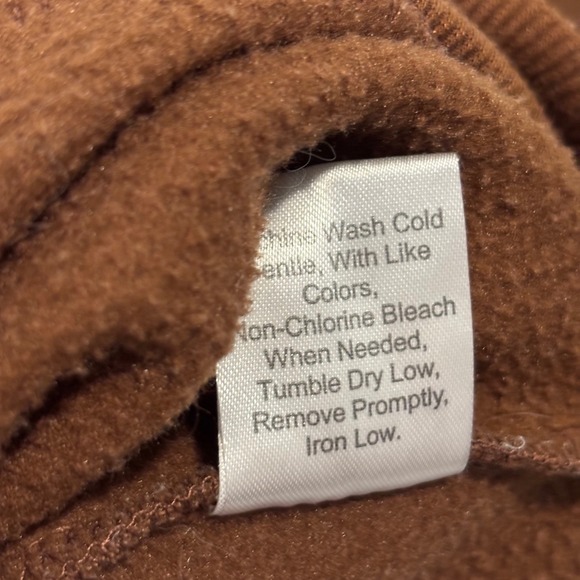 chine Wash Cold
entle, With Like
Colors,
Non-Chlorine Bleach
When Needed,
Tumble Dry Low,
Remove Promptly,
Iron Low.